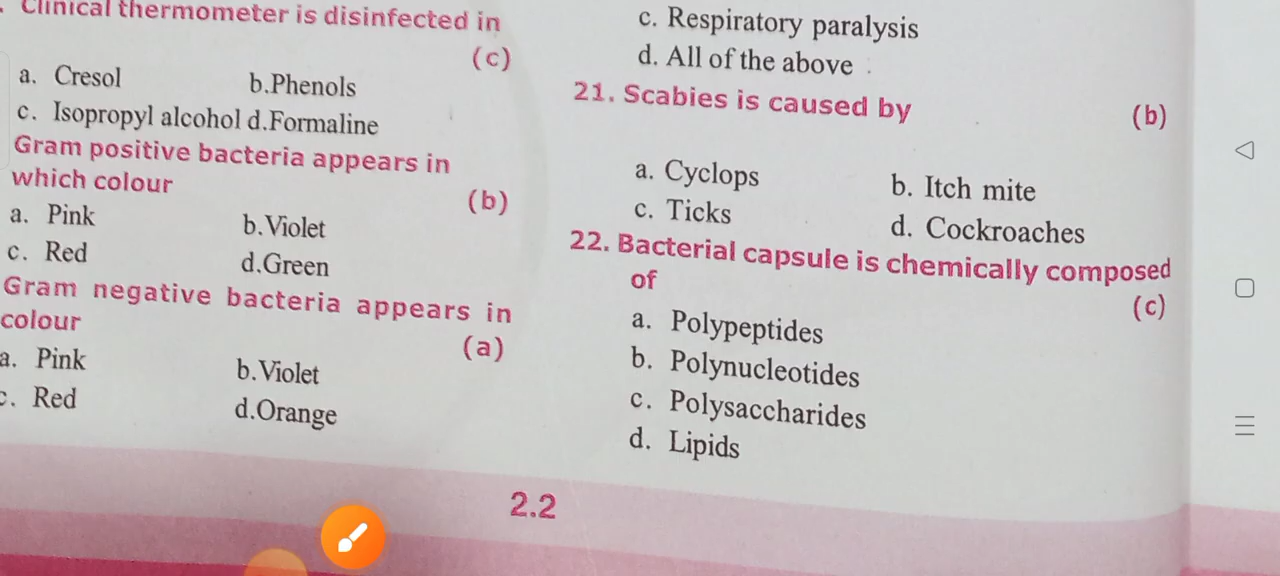 Clinical thermometer is disinfected in
(c)
a. Cresol b.Phenols
c. Isopropyl alcohol d.Formaline
Gram positive bacteria appears in
which colour
(b)
a. Pink b.Violet
c. Red d.Green
Gram negative bacteria appears in
colour
(a)
a. Pink b.Violet
c. Red d.Orange
c. Respiratory paralysis
d. All of the above
21. Scabies is caused by
(b)
a. Cyclops b. Itch mite
c. Ticks d. Cockroaches
22. Bacterial capsule is chemically composed
of
(c)
a. Polypeptides
b. Polynucleotides
c. Polysaccharides
d. Lipids
2.2